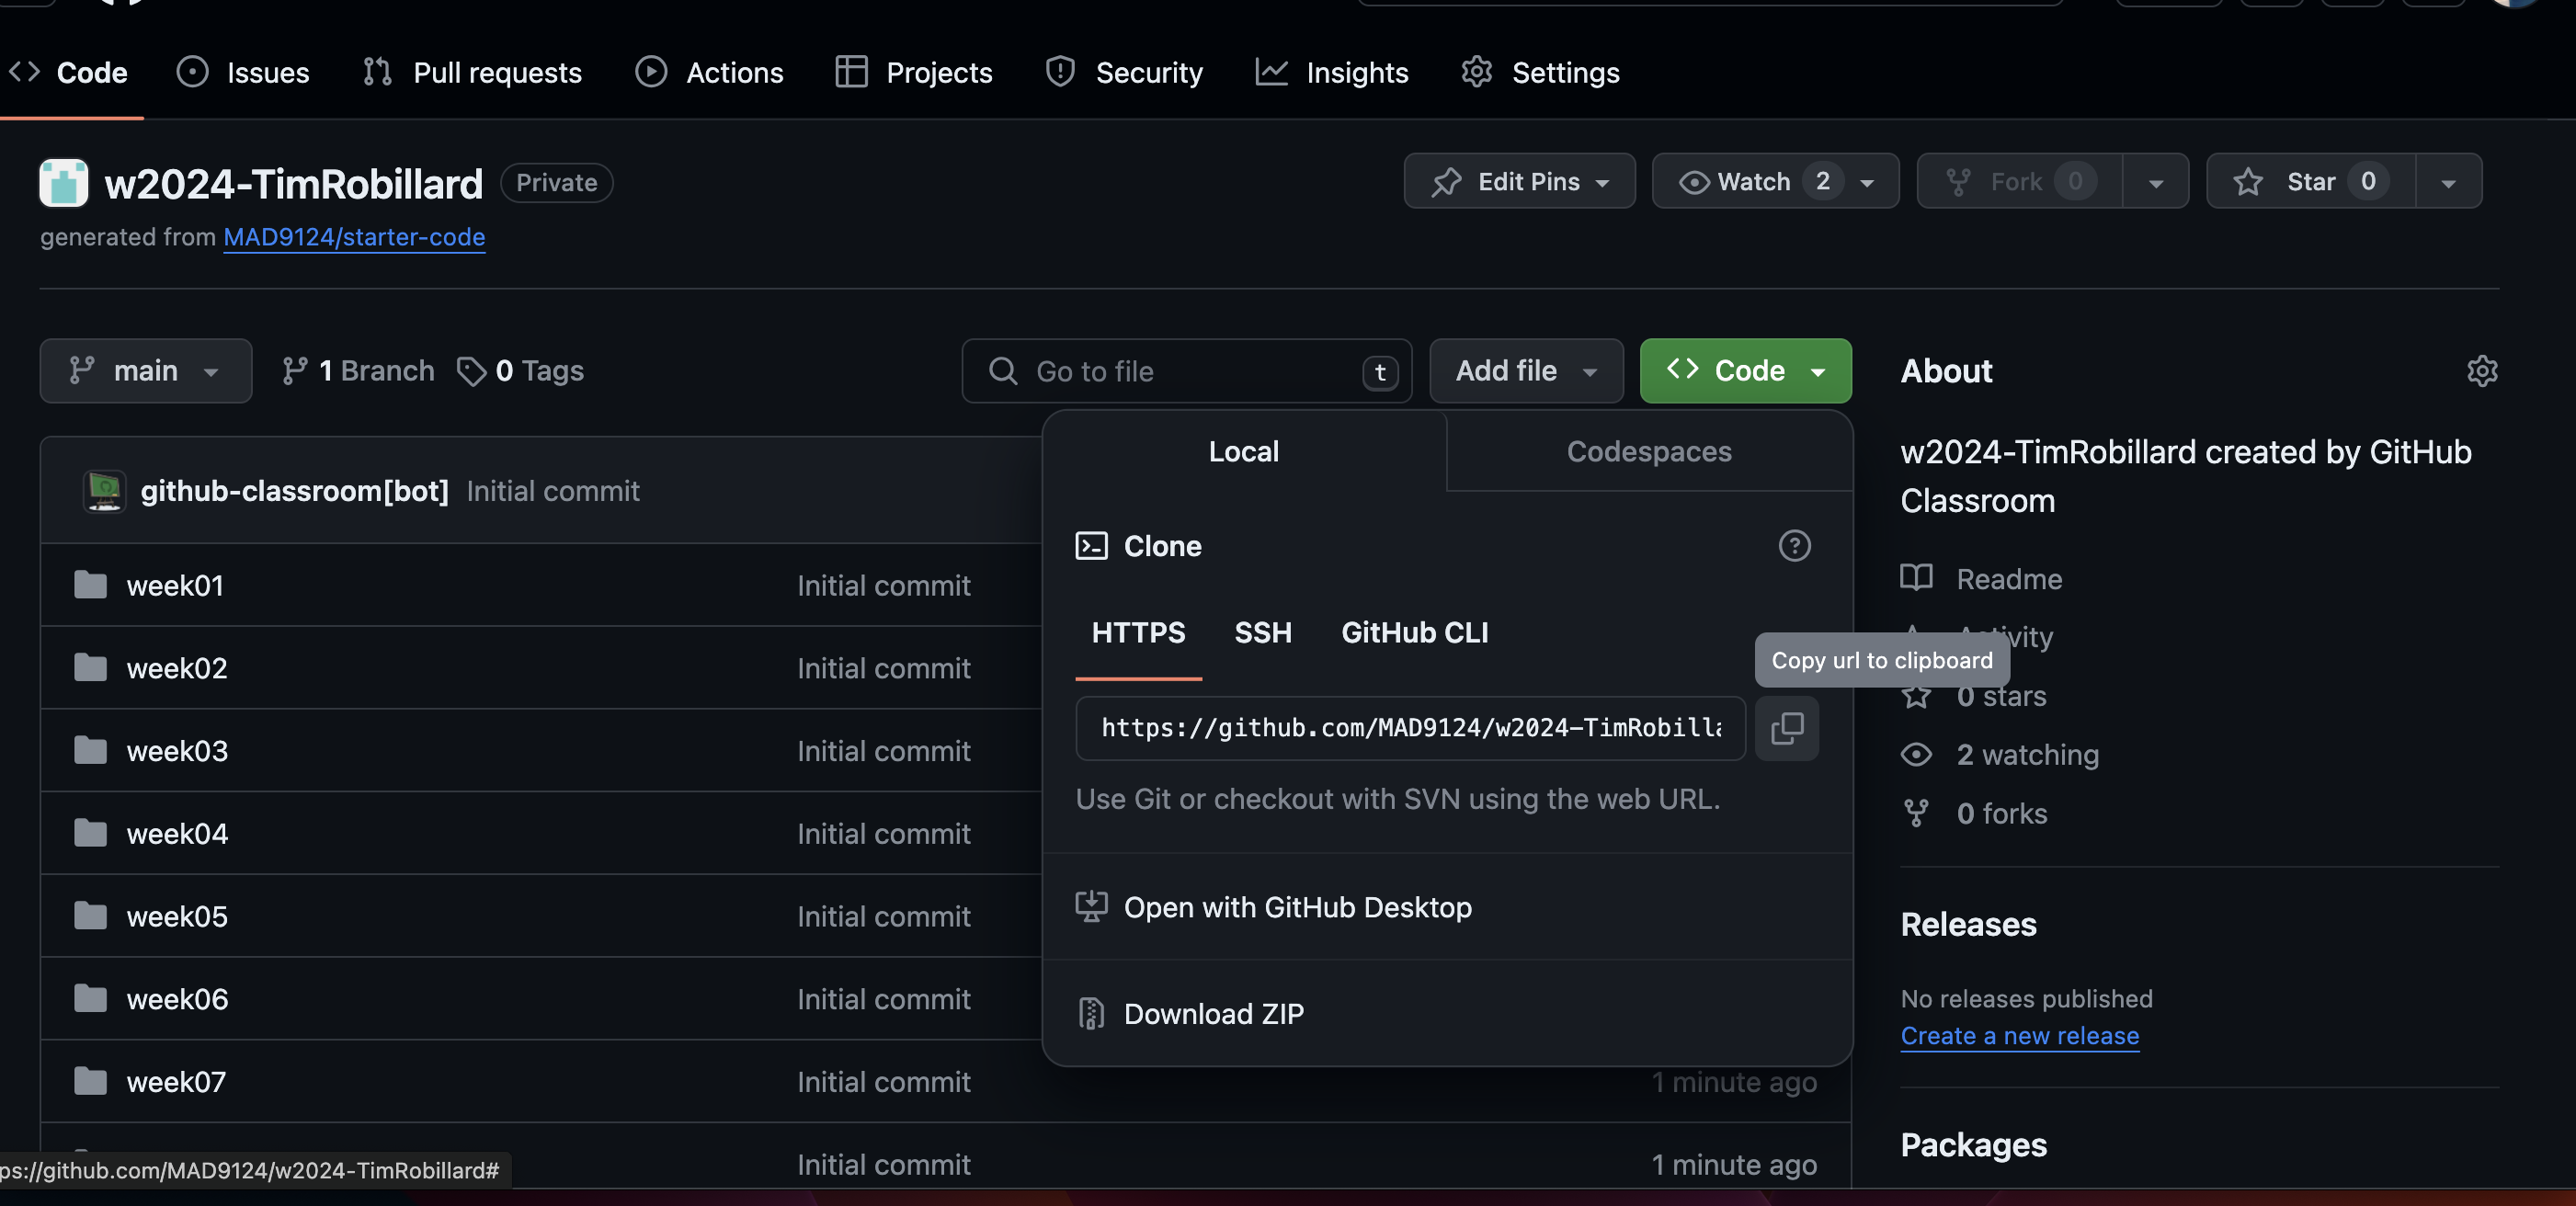 Code Issues Pull requests Actions Projects Security Insights Settings
w2024-TimRobillard Private
Edit Pins Watch 2 Fork 0 Star 0
generated from MAD9124/starter-code
main 1 Branch 0 Tags Go to file t Add file Code
Local Codespaces
Clone
HTTPS SSH GitHub CLI
Copy url to clipboard
https://github.com/MAD9124/w2024-TimRobilla
Use Git or checkout with SVN using the web URL.
Open with GitHub Desktop
Download ZIP
github-classroom[bot] Initial commit
week01 Initial commit
week02 Initial commit
week03 Initial commit
week04 Initial commit
week05 Initial commit
week06 Initial commit
week07 Initial commit 1 minute ago
Initial commit 1 minute ago
ps://github.com/MAD9124/w2024-TimRobillard#
About
w2024-TimRobillard created by GitHub
Classroom
Readme
Activity
0 stars
2 watching
0 forks
Releases
No releases published
Create a new release
Packages